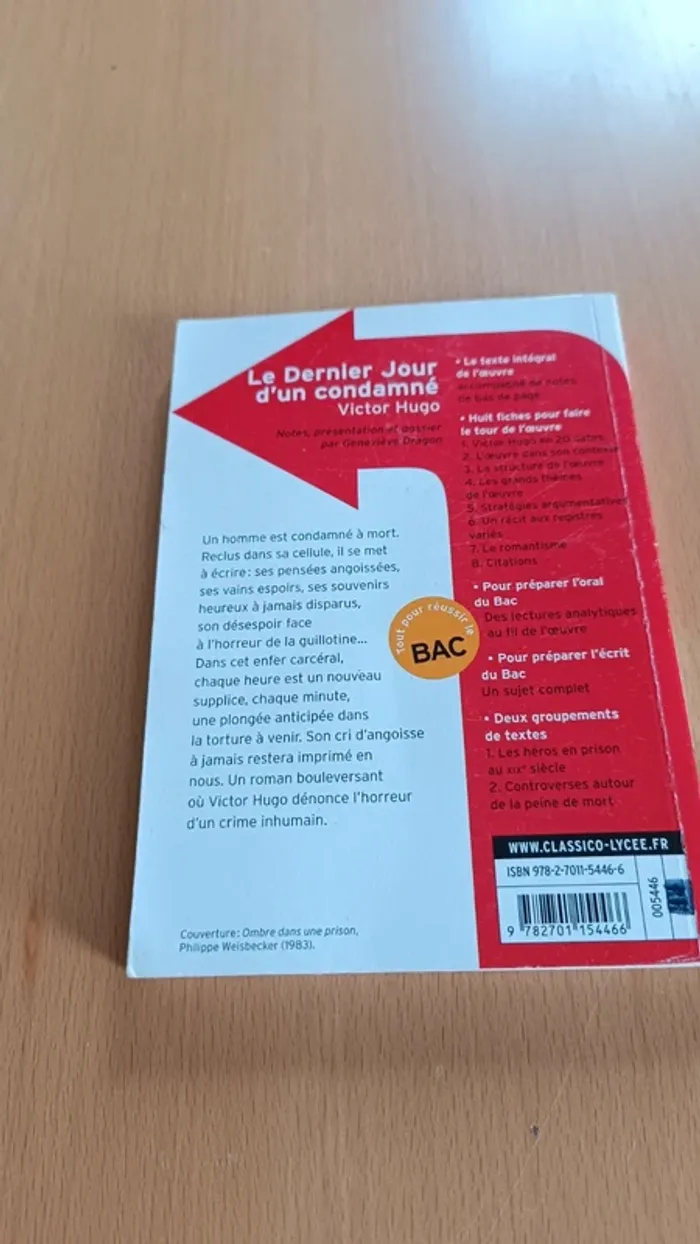 Le Dernier Jour
d'un condamné
Victor Hugo
Notes, présentation et dossier
par Geneviève Dragon
Un homme est condamné à mort.
Reclus dans sa cellule, il se met
à écrire : ses pensées angoissées,
ses vains espoirs, ses souvenirs
heureux à jamais disparus,
son désespoir face
à l'horreur de la guillotine...
Dans cet enfer carcéral,
chaque heure est un nouveau
supplice, chaque minute,
une plongée anticipée dans
la torture à venir. Son cri d'angoisse
à jamais restera imprimé en
nous. Un roman bouleversant
où Victor Hugo dénonce l'horreur
d'un crime inhumain.
Couverture : Ombre dans une prison,
Philippe Weisbecker (1983).
Tout pour réussir le
BAC
• Le texte intégral
de l'œuvre
accompagné de notes
de bas de page
• Huit fiches pour faire
le tour de l'œuvre
1. Victor Hugo en 20 dates
2. L'œuvre dans son contexte
3. La structure de l'œuvre
4. Les grands thèmes
de l'œuvre
5. Stratégies argumentatives
6. Un récit aux registres
variés
7. Le romantisme
8. Citations
• Pour préparer l'oral
du Bac
Des lectures analytiques
au fil de l'œuvre
• Pour préparer l'écrit
du Bac
Un sujet complet
• Deux groupements
de textes
1. Les héros en prison
au XIXe siècle
2. Controverses autour
de la peine de mort
WWW.CLASSICO-LYCEE.FR
ISBN 978-2-7011-5446-6
9 782701 154466
005446